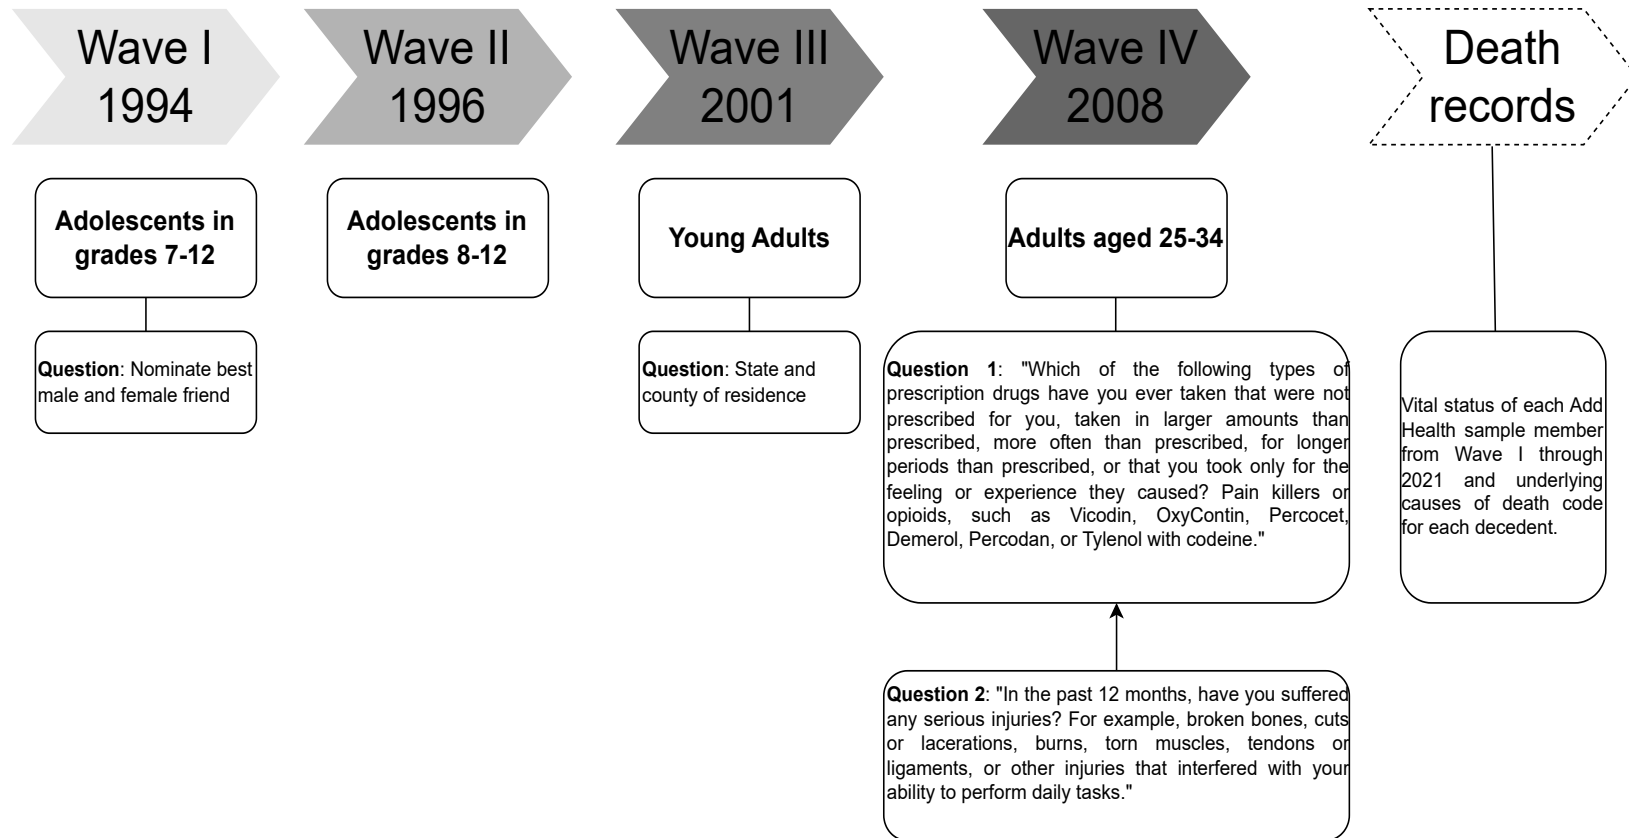 Wave I
1994
Wave II
1996
Wave III
2001
Wave IV
2008
Death
records
Adolescents in
grades 7-12
Adolescents in
grades 8-12
Young Adults
Adults aged 25-34
Question: Nominate best
male and female friend
Question: State and
county of residence
Question 1: "Which of the following types of
prescription drugs have you ever taken that were not
prescribed for you, taken in larger amounts than
prescribed, more often than prescribed, for longer
periods than prescribed, or that you took only for the
feeling or experience they caused? Pain killers or
opioids, such as Vicodin, OxyContin, Percocet,
Demerol, Percodan, or Tylenol with codeine."
Vital status of each Add
Health sample member
from Wave I through
2021 and underlying
causes of death code
for each decedent.
Question 2: "In the past 12 months, have you suffered
any serious injuries? For example, broken bones, cuts
or lacerations, burns, torn muscles, tendons or
ligaments, or other injuries that interfered with your
ability to perform daily tasks."